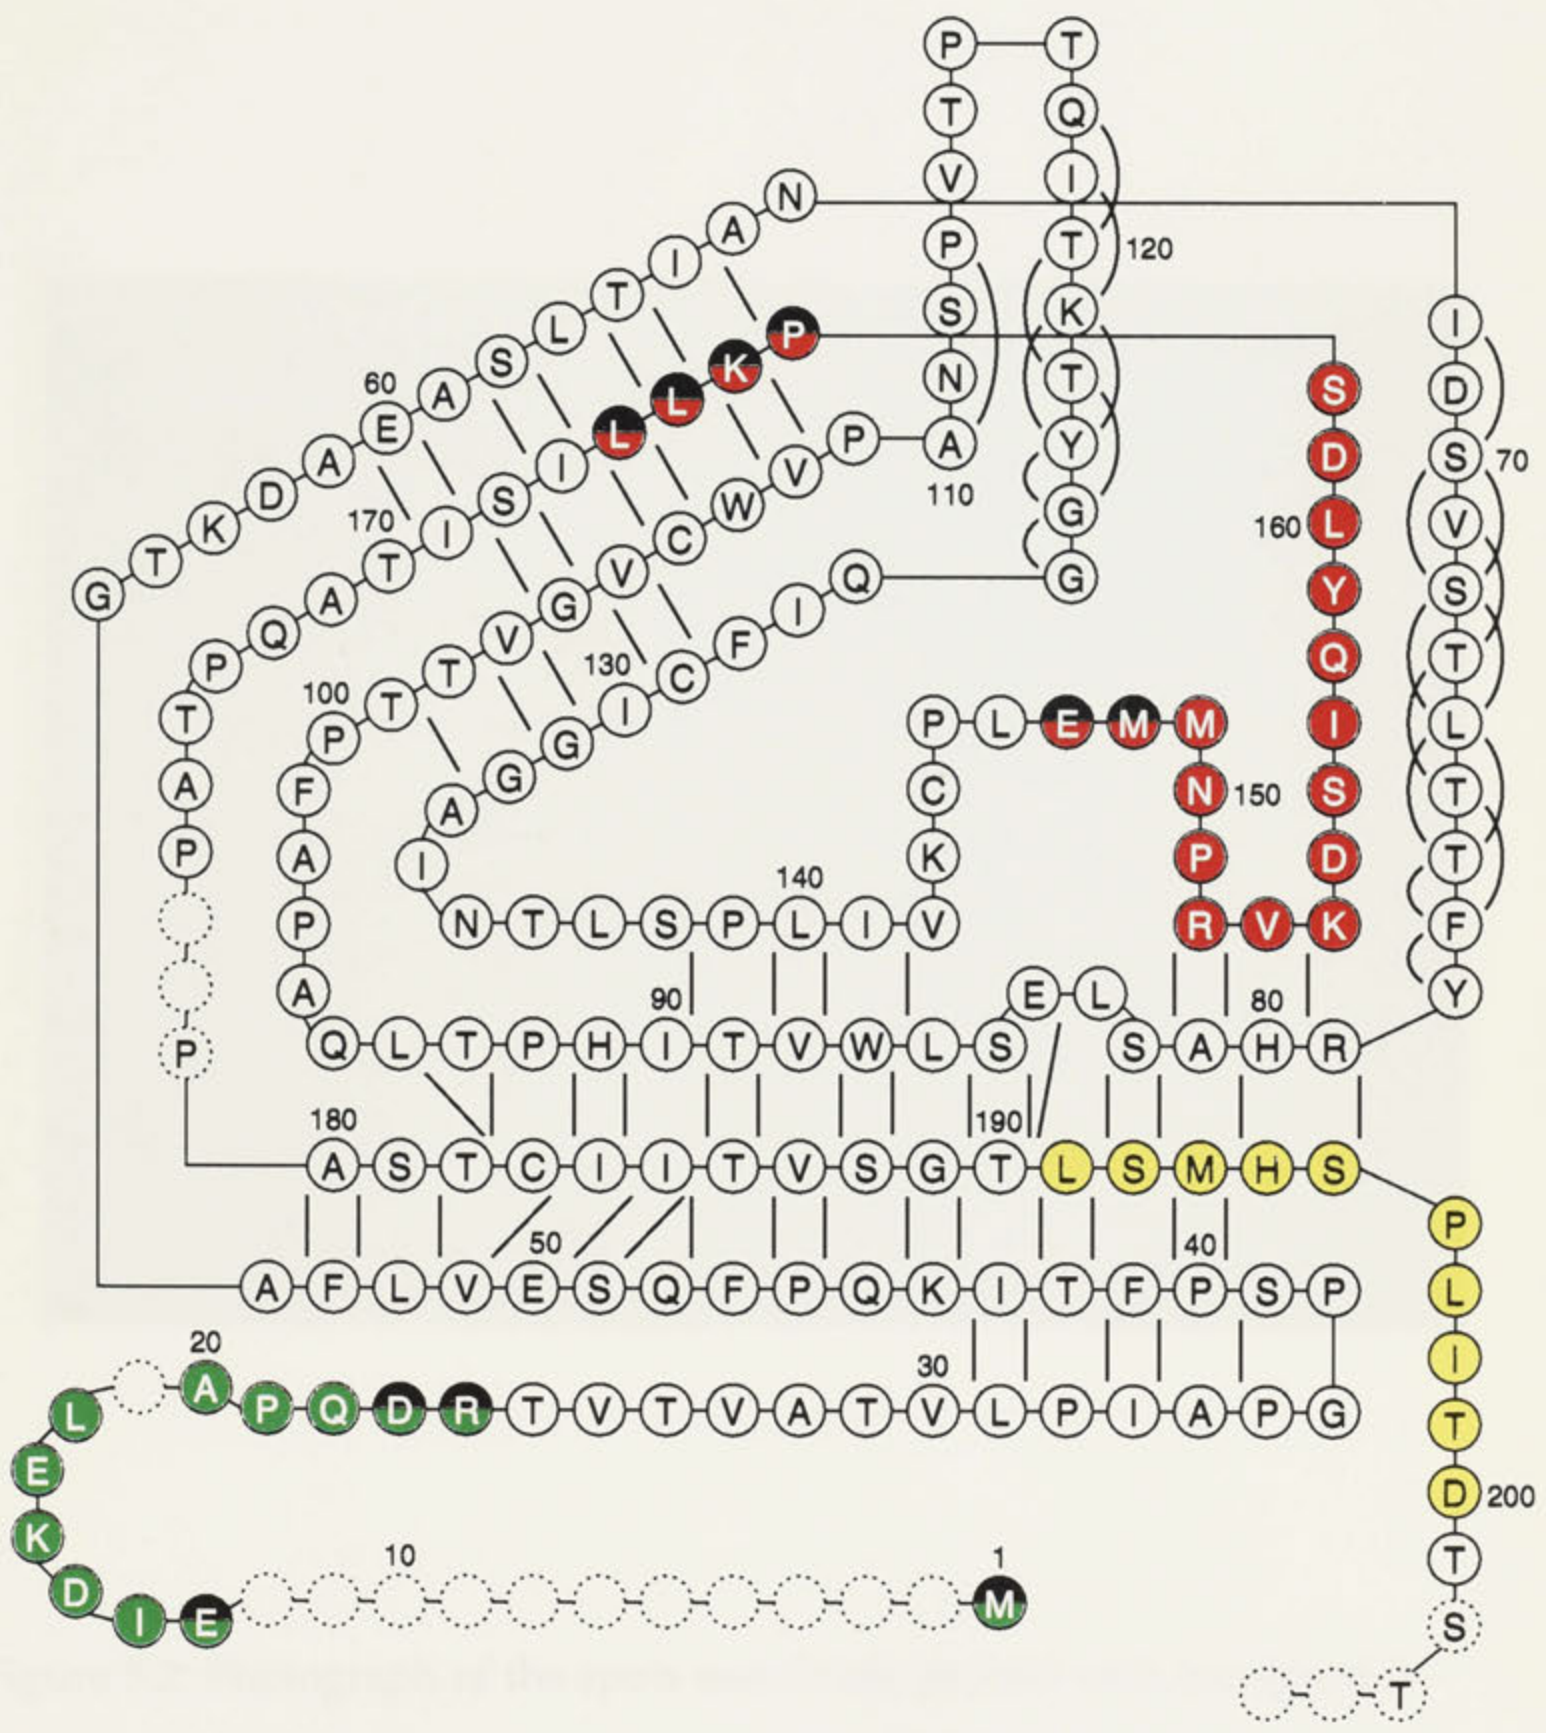 P T
T Q
V I
P T 120
S K
N T
A Y
110 G
G
G T K D A E A S L T I A N
60
P Q A T I S I L L K P
170
P T T V G V C W V P
100
A G G I C F I Q
130
I
D
S 70
V
S
T
L
T
T
F
Y
S
D
160 L
Y
Q
I
S
D
K
P L E M M
C N 150
K P
V R V K
T
A
P
P
F
A
P
A
I
N T L S P L I V
140
E L
90 80
Q L T P H I T V W L S S A H R
180 190
A S T C I I T V S G T L S M H S
50 40
A F L V E S Q F P Q K I T F P S P
20 30
L A P Q D R T V T V A T V L P I A P G
E
K
D
I E
10 1
M
P
L
I
T
D 200
T
S
T